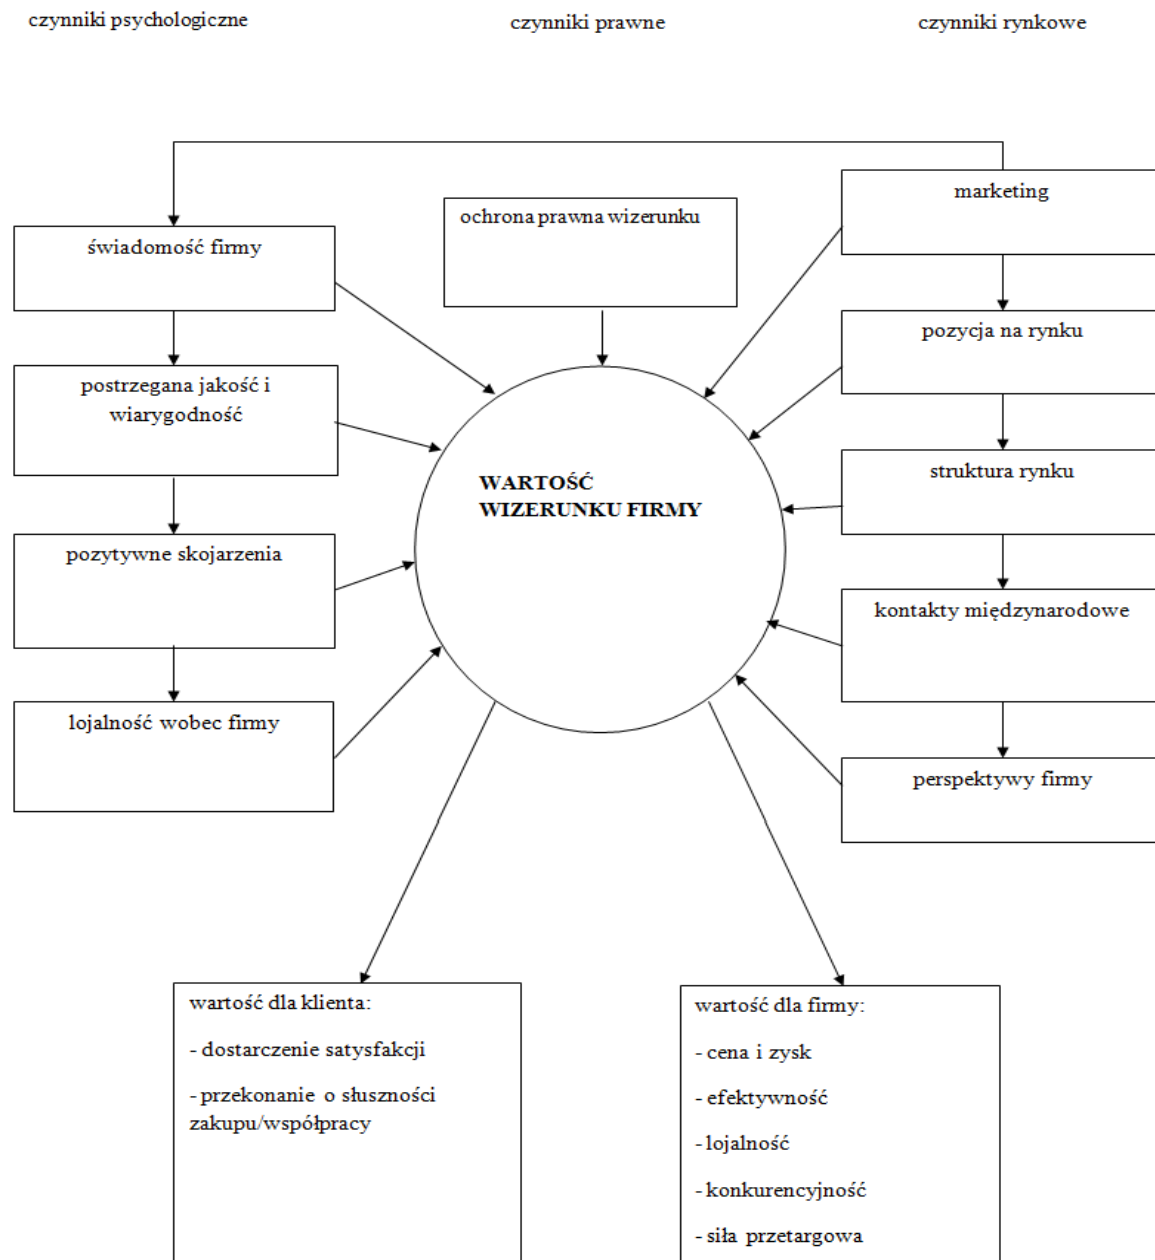 czynniki psychologiczne
czynniki prawne
czynniki rynkowe
marketing
ochrona prawna wizerunku
świadomość firmy
pozycja na rynku
postrzegana jakość i
wiarygodność
struktura rynku
WARTOŚĆ
WIZERUNKU FIRMY
pozytywne skojarzenia
kontakty międzynarodowe
lojalność wobec firmy
perspektywy firmy
wartość dla klienta:
- dostarczenie satysfakcji
- przekonanie o słuszności
zakupu/współpracy
wartość dla firmy:
- cena i zysk
- efektywność
- lojalność
- konkurencyjność
- siła przetargowa